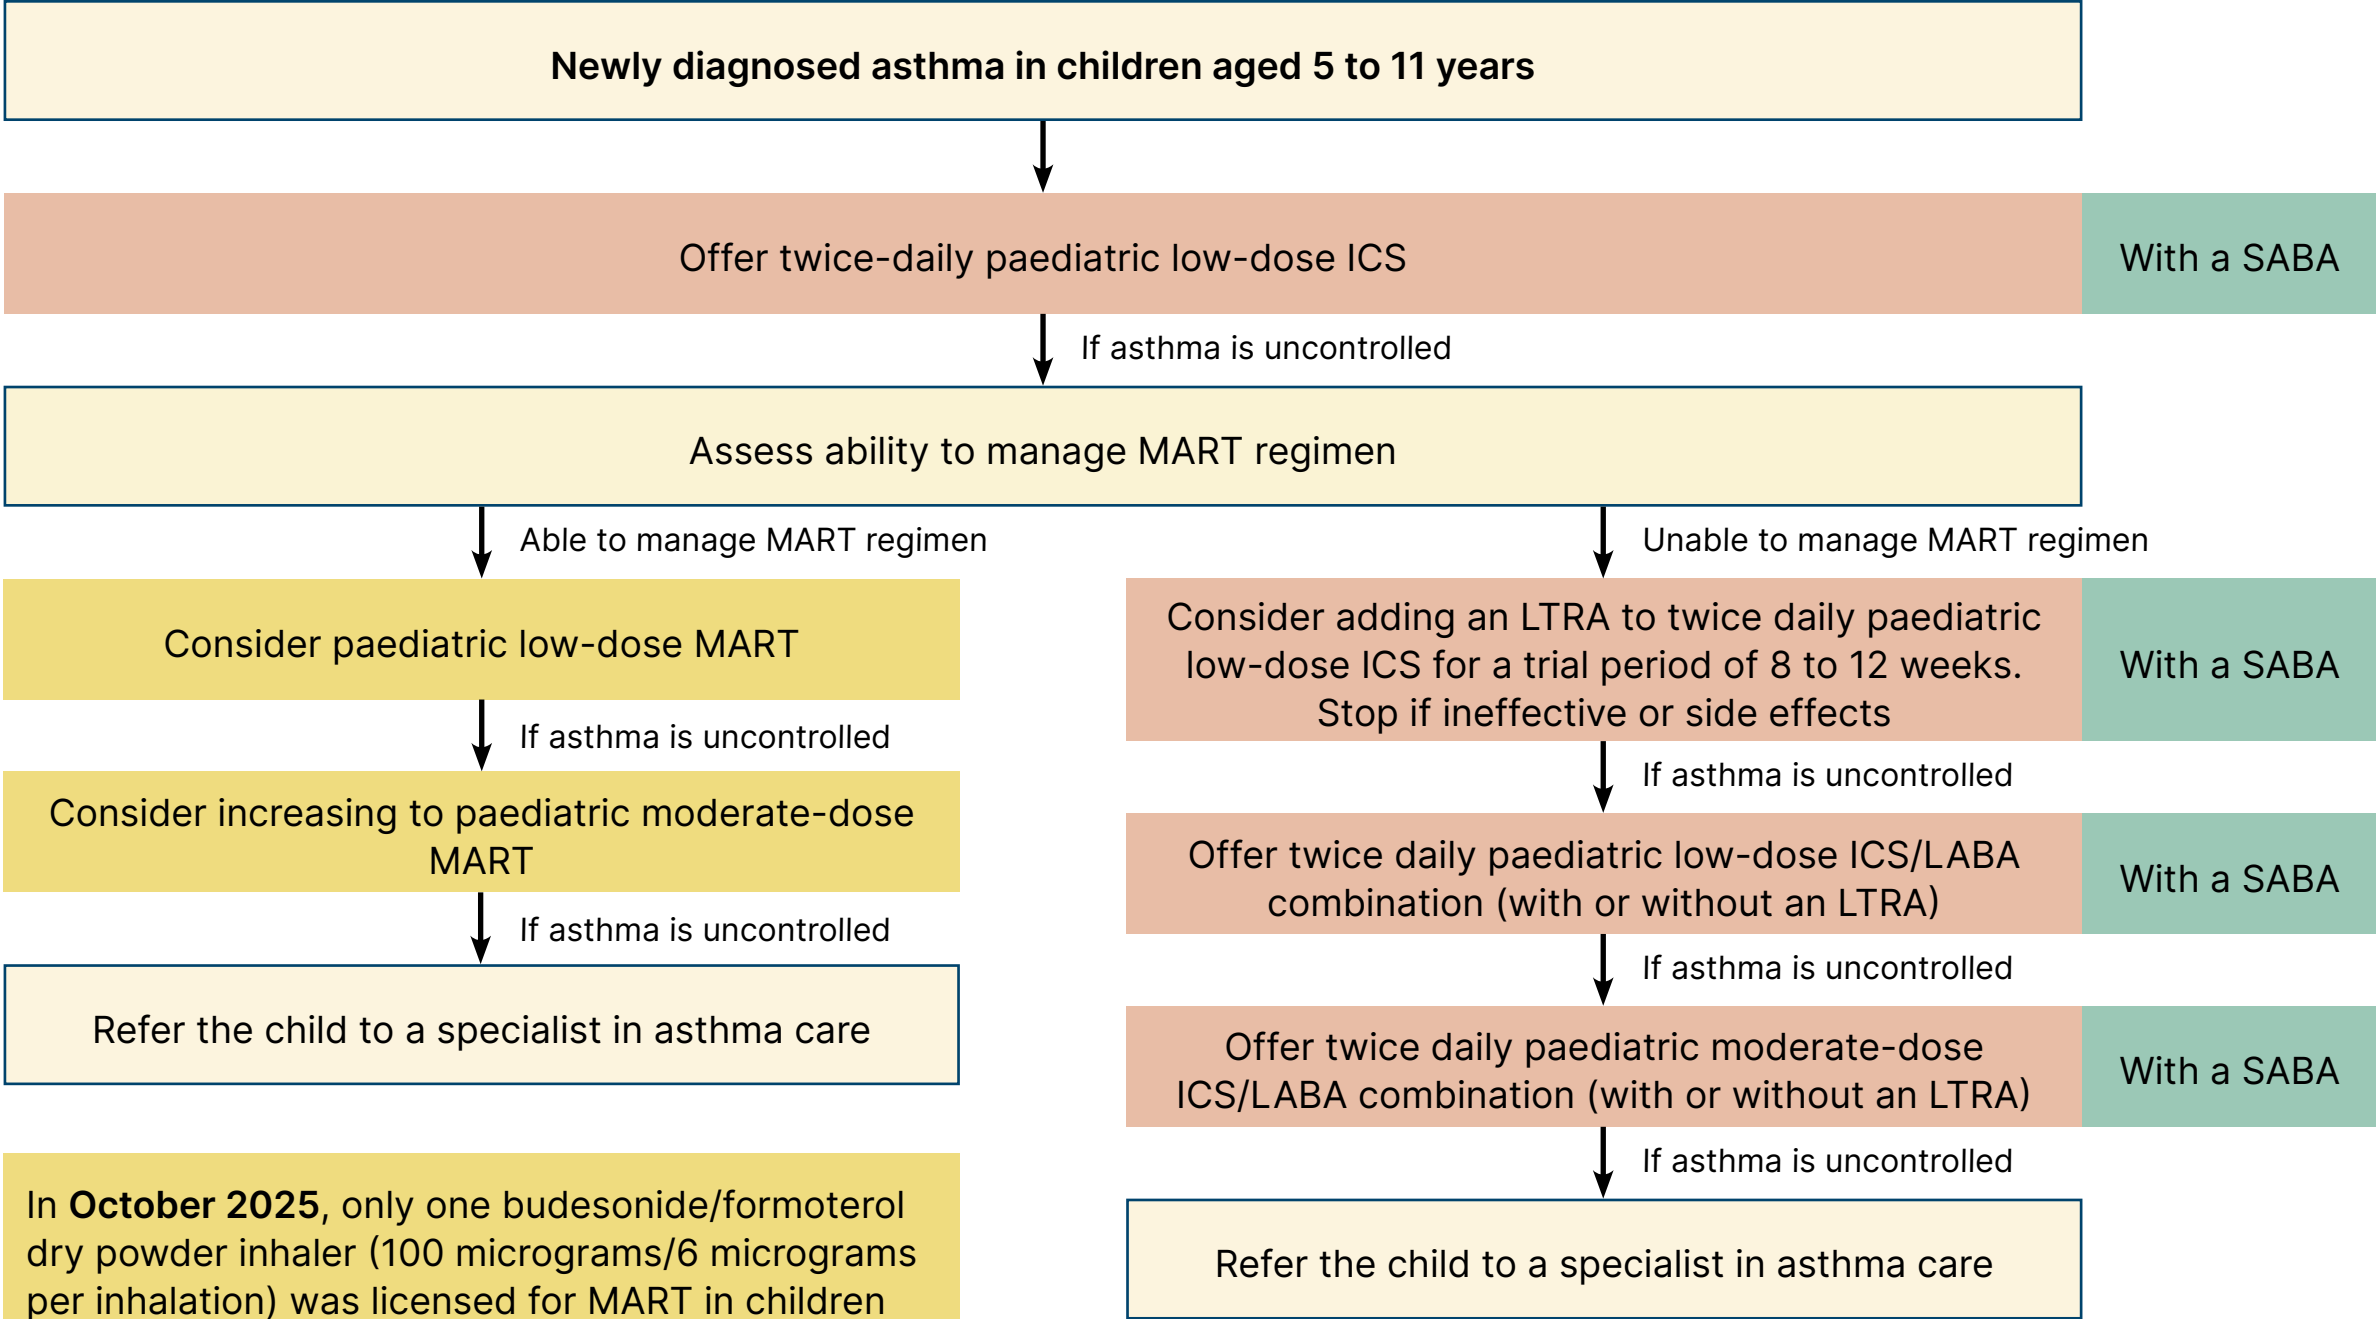 Newly diagnosed asthma in children aged 5 to 11 years
Offer twice-daily paediatric low-dose ICS
With a SABA
If asthma is uncontrolled
Assess ability to manage MART regimen
Able to manage MART regimen
Consider paediatric low-dose MART
If asthma is uncontrolled
Consider increasing to paediatric moderate-dose
MART
If asthma is uncontrolled
Refer the child to a specialist in asthma care
In October 2025, only one budesonide/formoterol
dry powder inhaler (100 micrograms/6 micrograms
per inhalation) was licensed for MART in children
Unable to manage MART regimen
Consider adding an LTRA to twice daily paediatric
low-dose ICS for a trial period of 8 to 12 weeks.
Stop if ineffective or side effects
With a SABA
If asthma is uncontrolled
Offer twice daily paediatric low-dose ICS/LABA
combination (with or without an LTRA)
With a SABA
If asthma is uncontrolled
Offer twice daily paediatric moderate-dose
ICS/LABA combination (with or without an LTRA)
With a SABA
If asthma is uncontrolled
Refer the child to a specialist in asthma care